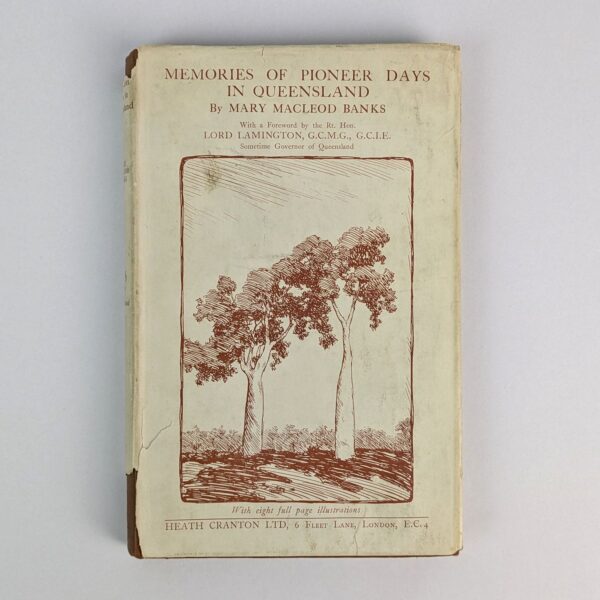 MEMORIES OF PIONEER DAYS
IN QUEENSLAND
By MARY MACLEOD BANKS
With a Foreword by the Rt. Hon.
LORD LAMINGTON, G.C.M.G., G.C.I.E.
Sometime Governor of Queensland
With eight full page illustrations
HEATH CRANTON LTD, 6 Fleet Lane, London, E.C.4